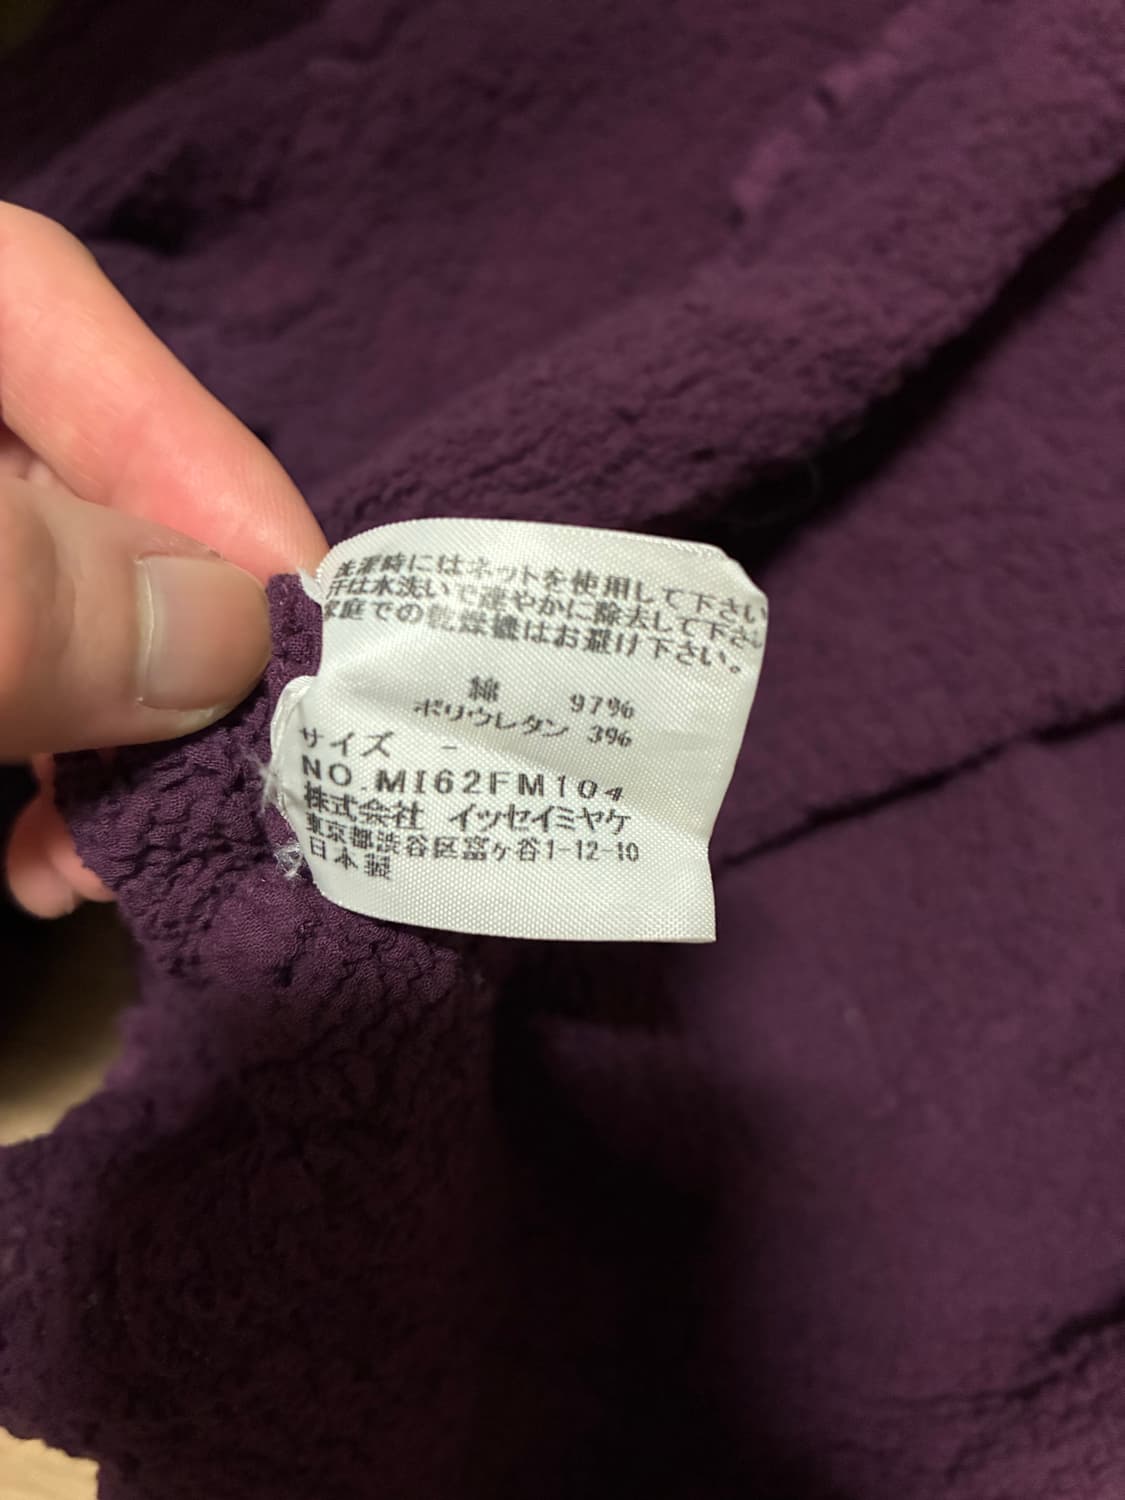 洗濯時にはネットを使用して下さい
汗は水洗いで速やかに除去して下さい
家庭での乾燥機はお避け下さい。
綿 97%
ポリウレタン 3%
サイズ -
NO.MI62FM104
株式会社 イッセイミヤケ
東京都渋谷区富ヶ谷1-12-10
日本製